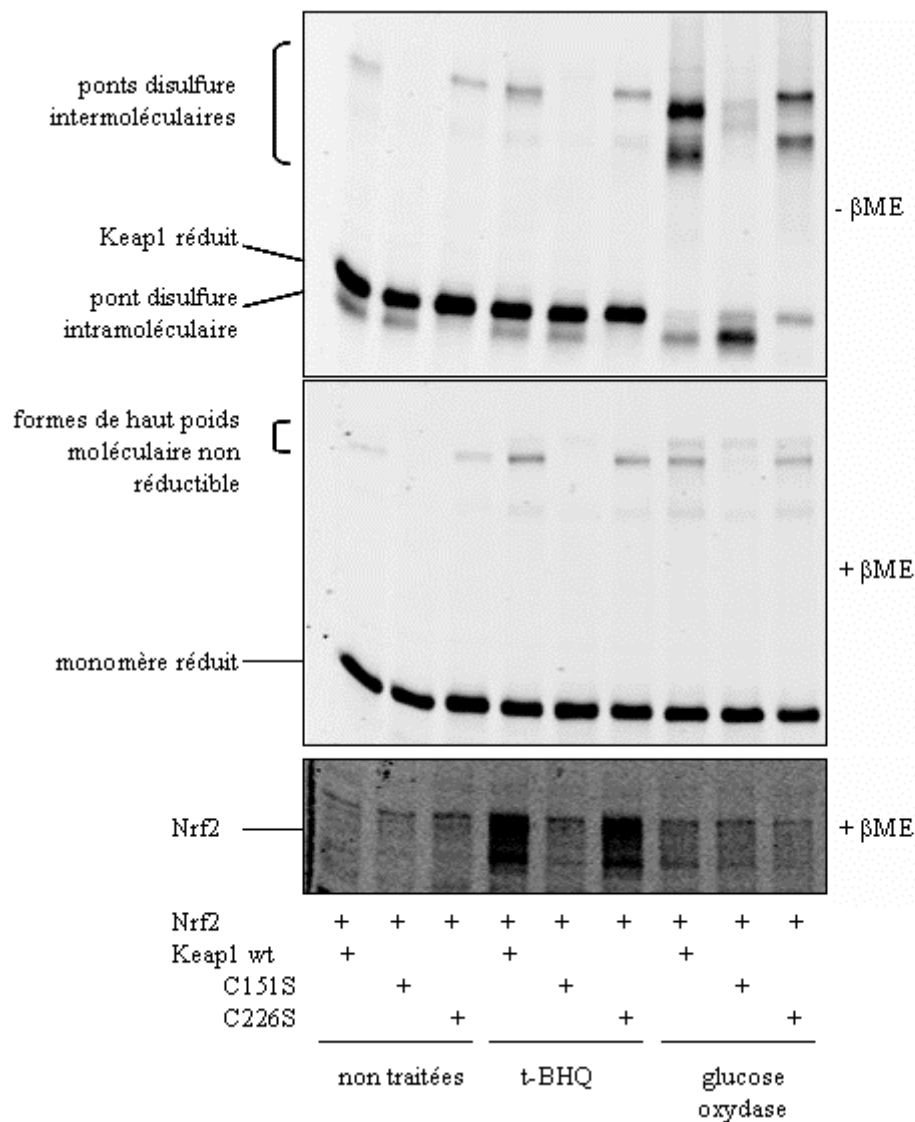 ponts disulfure
intermoléculaires
- βME
Keap1 réduit
pont disulfure
intramoléculaire
formes de haut poids
moléculaire non
réductible
+ βME
monomère réduit
Nrf2
+ βME
Nrf2 + + + + + + + + +
Keap1 wt + + +
C151S + + +
C226S + + +
non traitées t-BHQ glucose
oxydase